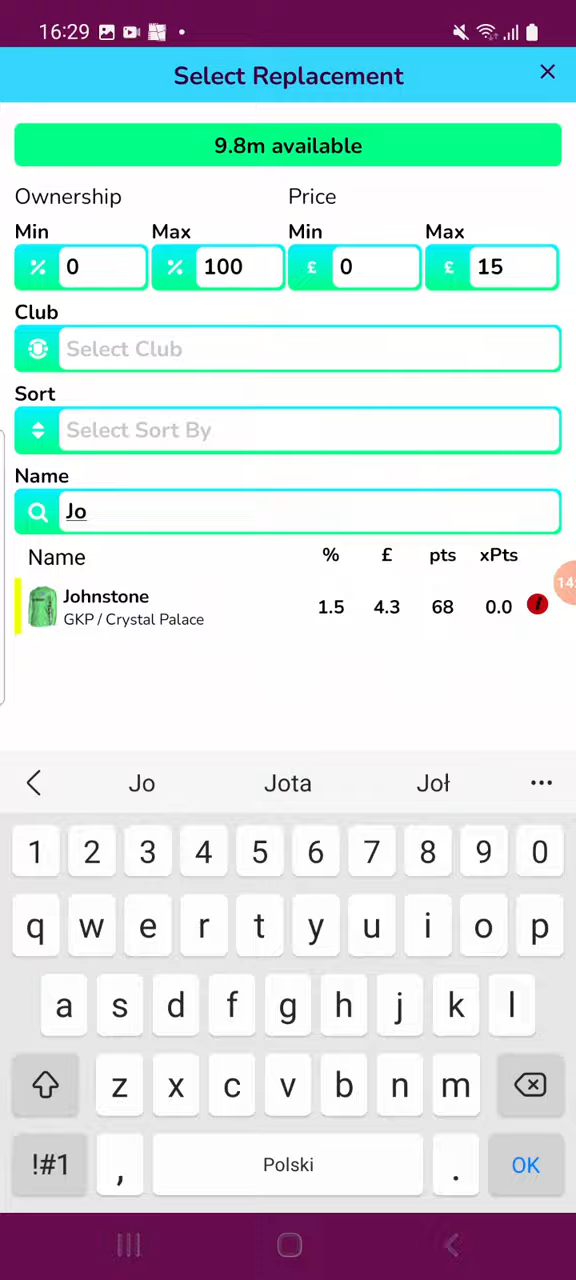 16:29
Select Replacement
9.8m available
Ownership Price
Min Max Min Max
% 0 % 100 £ 0 £ 15
Club
Select Club
Sort
Select Sort By
Name
Jo
Name % £ pts xPts
Johnstone
GKP / Crystal Palace
1.5 4.3 68 0.0 i
14:
Jo Jota Joł ...
1 2 3 4 5 6 7 8 9 0
q w e r t y u i o p
a s d f g h j k l
z x c v b n m
!#1 , Polski . OK